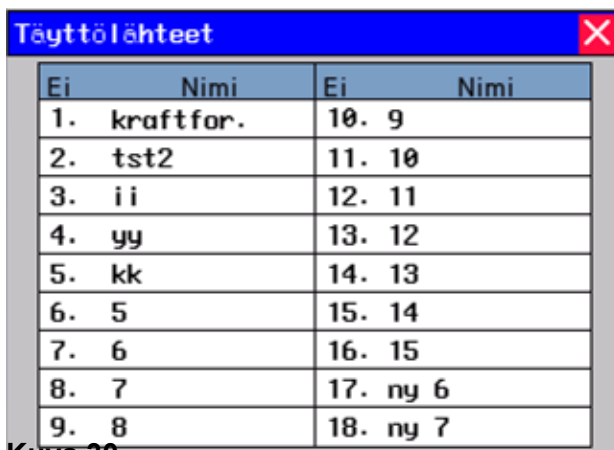 Täyttölähteet
Ei Nimi Ei Nimi
1. kraftfor. 10. 9
2. tst2 11. 10
3. ii 12. 11
4. yy 13. 12
5. kk 14. 13
6. 5 15. 14
7. 6 16. 15
8. 7 17. ny 6
9. 8 18. ny 7